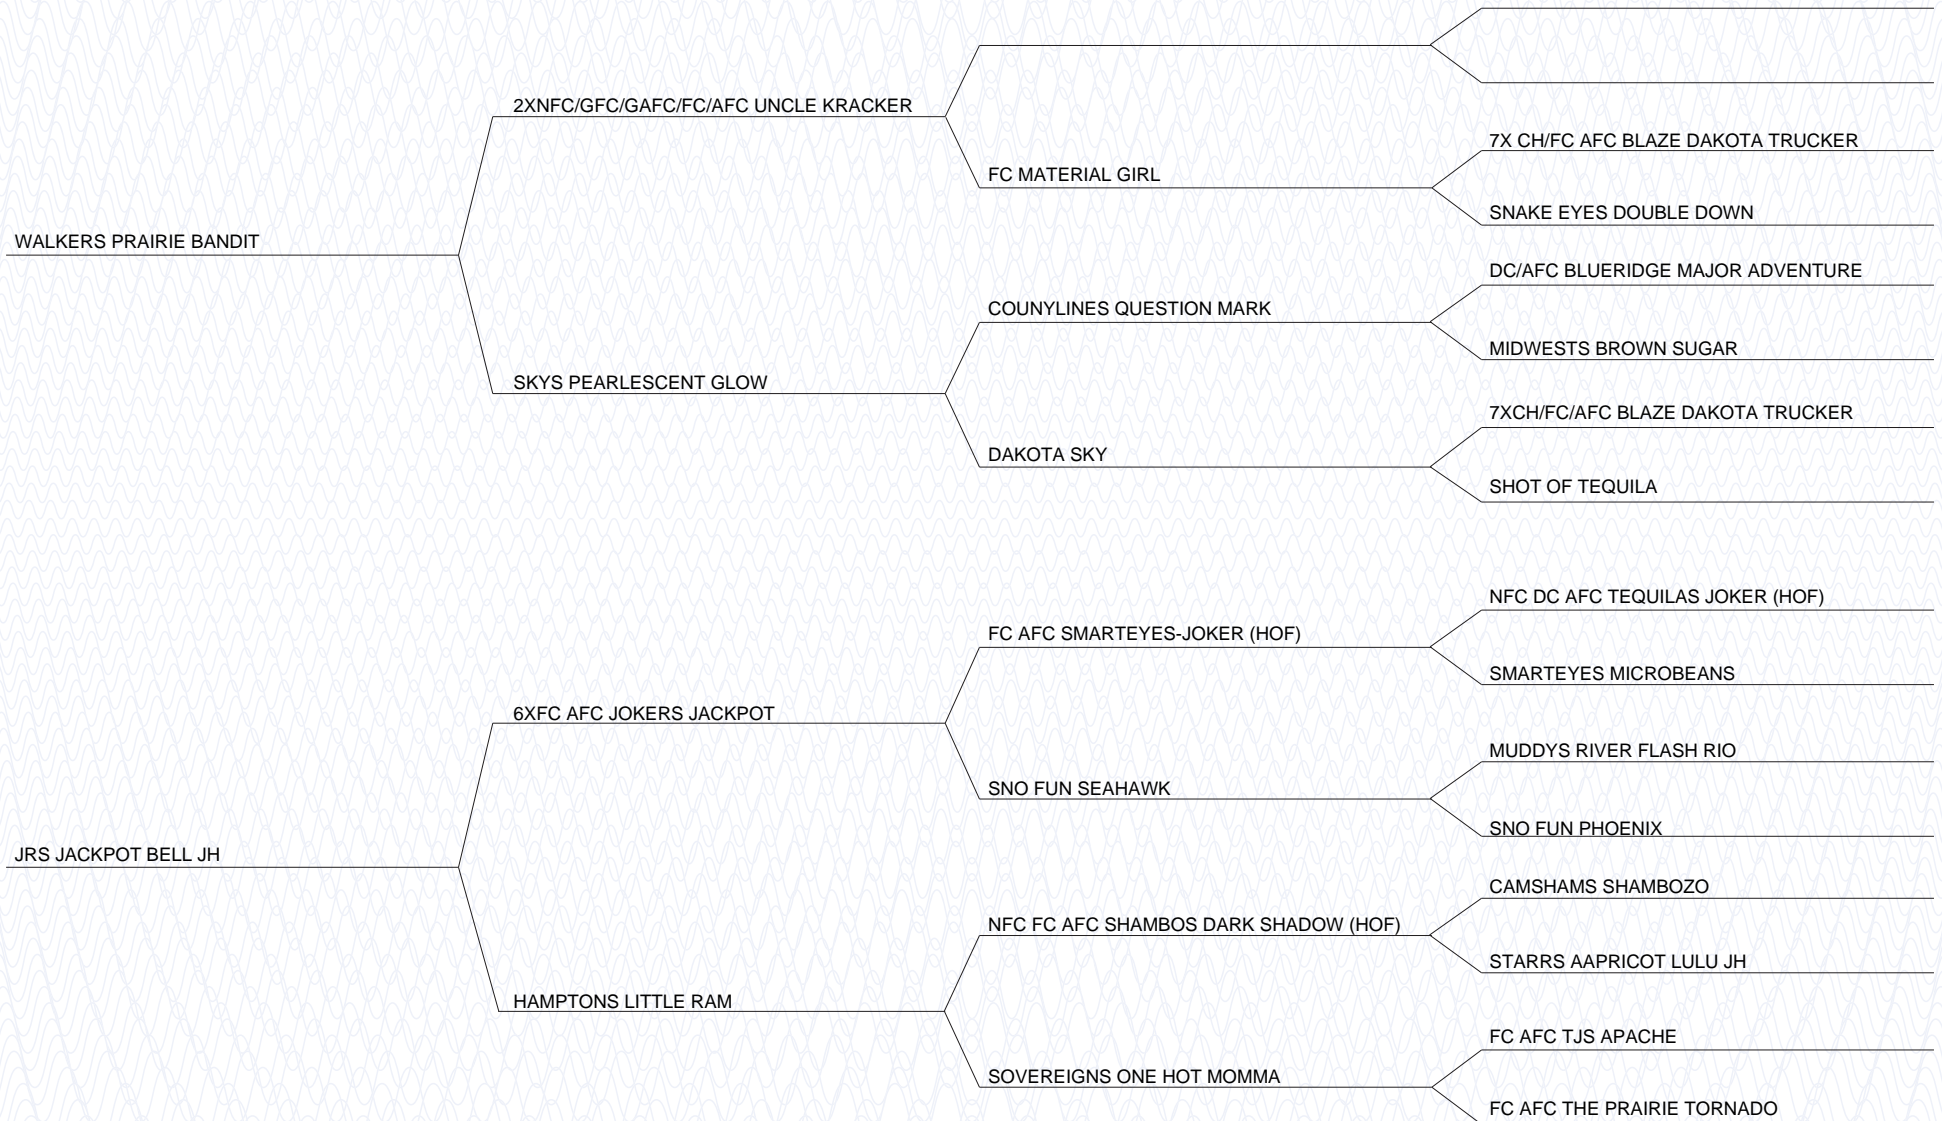 2XNFC/GFC/GAFC/FC/AFC UNCLE KRACKER
7X CH/FC AFC BLAZE DAKOTA TRUCKER
FC MATERIAL GIRL
SNAKE EYES DOUBLE DOWN
WALKERS PRAIRIE BANDIT
DC/AFC BLUERIDGE MAJOR ADVENTURE
COUNYLINES QUESTION MARK
MIDWESTS BROWN SUGAR
SKYS PEARLESCENT GLOW
7XCH/FC/AFC BLAZE DAKOTA TRUCKER
DAKOTA SKY
SHOT OF TEQUILA
NFC DC AFC TEQUILAS JOKER (HOF)
FC AFC SMARTEYES-JOKER (HOF)
SMARTEYES MICROBEANS
6XFC AFC JOKERS JACKPOT
MUDDYS RIVER FLASH RIO
SNO FUN SEAHAWK
SNO FUN PHOENIX
JRS JACKPOT BELL JH
CAMSHAMS SHAMBOZO
NFC FC AFC SHAMBOS DARK SHADOW (HOF)
STARRS AAPRICOT LULU JH
HAMPTONS LITTLE RAM
FC AFC TJS APACHE
SOVEREIGNS ONE HOT MOMMA
FC AFC THE PRAIRIE TORNADO